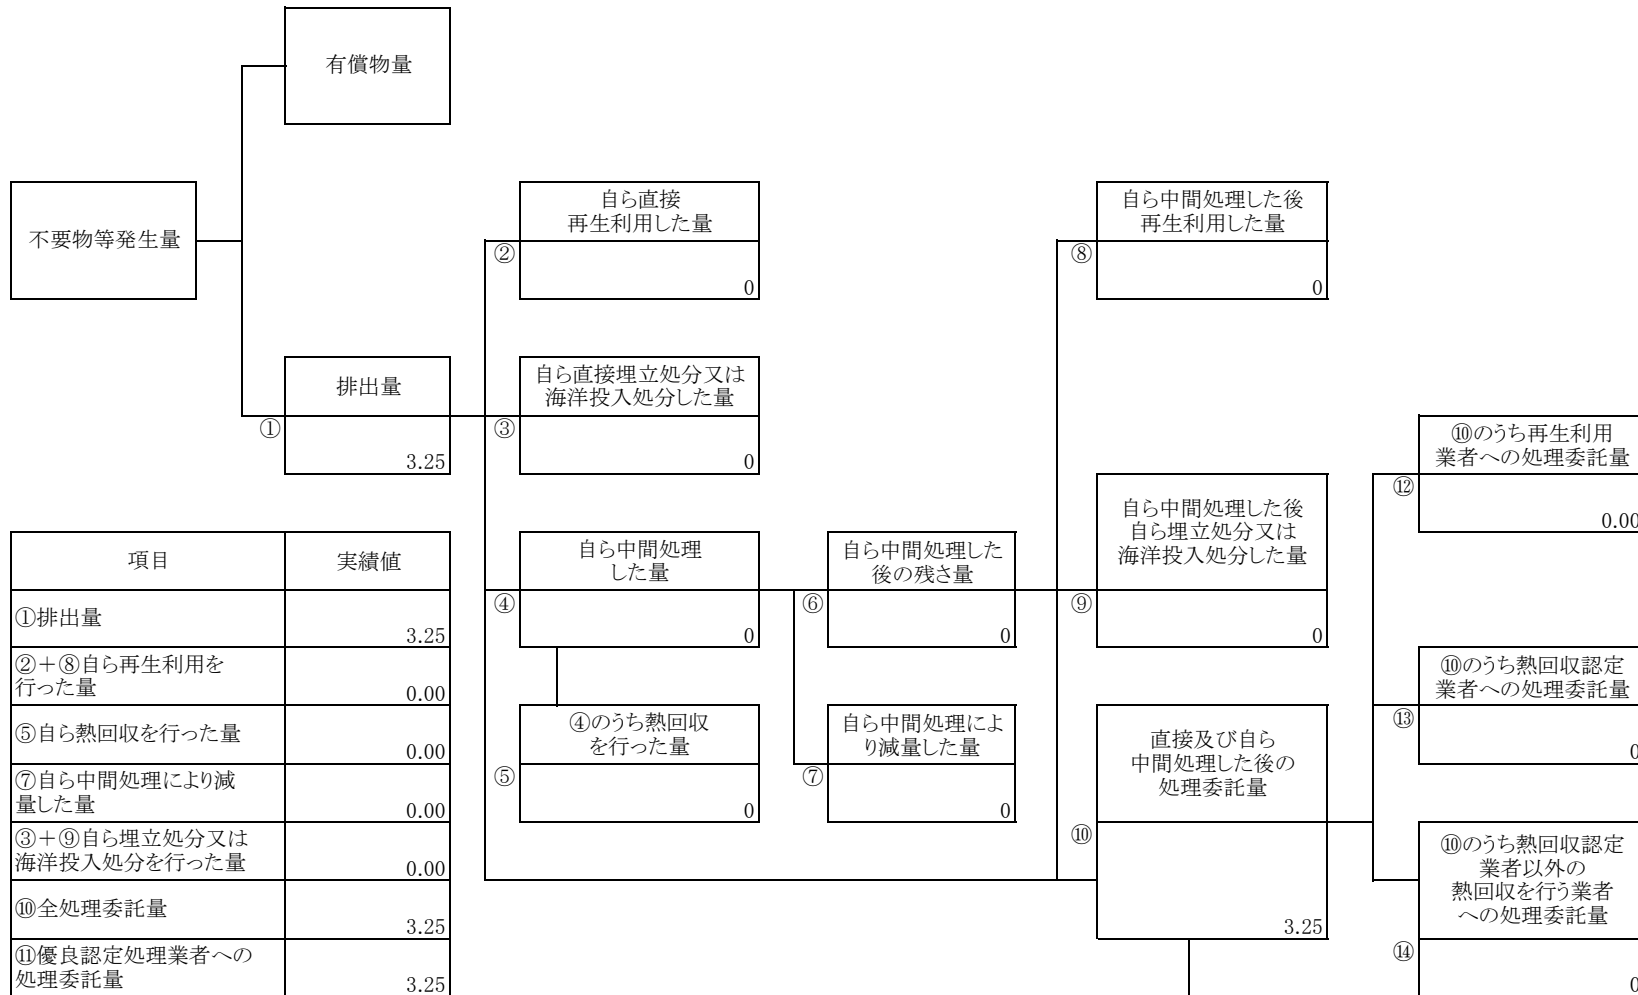 有償物量
不要物等発生量
排出量
①
3.25
自ら直接
再生利用した量
②
0
自ら直接埋立処分又は
海洋投入処分した量
③
0
自ら中間処理
した量
④
0
④のうち熱回収
を行った量
⑤
0
自ら中間処理した
後の残さ量
⑥
0
自ら中間処理によ
り減量した量
⑦
0
自ら中間処理した後
再生利用した量
⑧
0
自ら中間処理した後
自ら埋立処分又は
海洋投入処分した量
⑨
0
直接及び自ら
中間処理した後の
処理委託量
⑩
3.25
⑩のうち再生利用
業者への処理委託量
⑫
0.00
⑩のうち熱回収認定
業者への処理委託量
⑬
0
⑩のうち熱回収認定
業者以外の
熱回収を行う業者
への処理委託量
⑭
0
項目 実績値
①排出量
3.25
②+⑧自ら再生利用を
行った量 0.00
⑤自ら熱回収を行った量
0.00
⑦自ら中間処理により減
量した量 0.00
③+⑨自ら埋立処分又は
海洋投入処分を行った量 0.00
⑩全処理委託量
3.25
⑪優良認定処理業者への
処理委託量 3.25